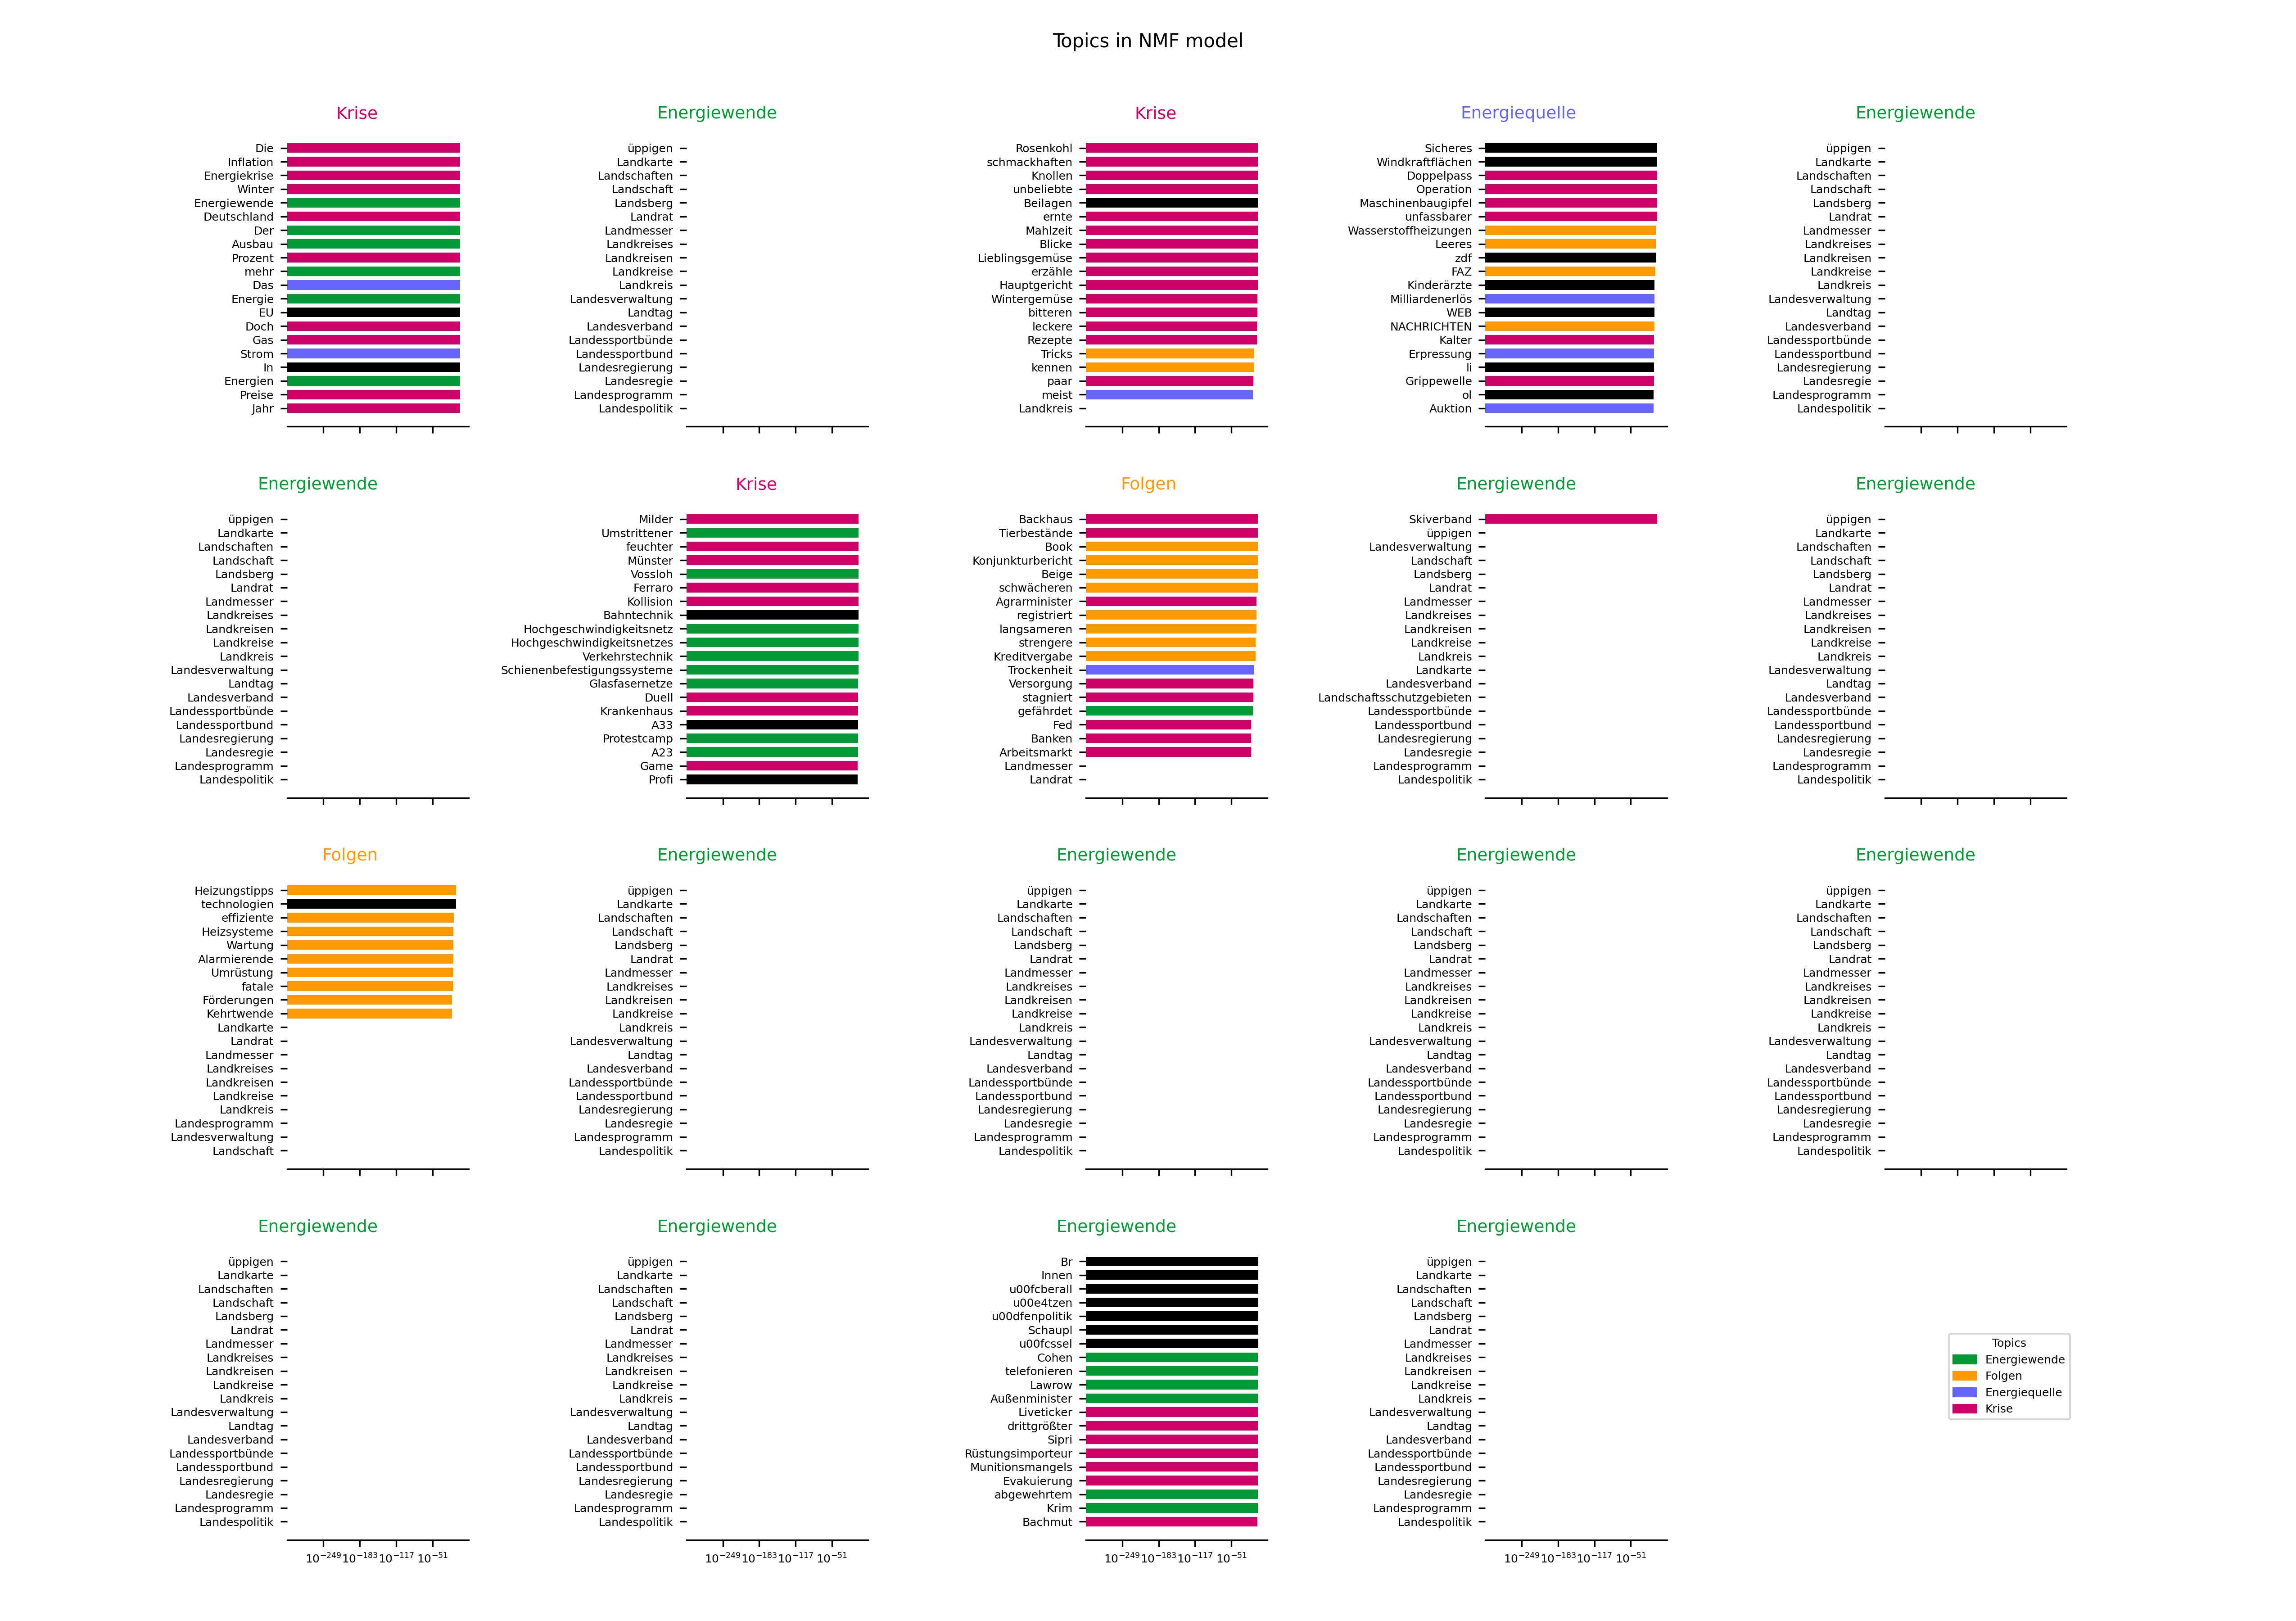 Topics in NMF model
Krise
Die
Inflation
Energiekrise
Winter
Energiewende
Deutschland
Der
Ausbau
Prozent
mehr
Das
Energie
EU
Doch
Gas
Strom
In
Energien
Preise
Jahr
Energiewende
üppigen
Landkarte
Landschaften
Landschaft
Landsberg
Landrat
Landmesser
Landkreises
Landkreisen
Landkreise
Landkreis
Landesverwaltung
Landtag
Landesverband
Landessportbünde
Landessportbund
Landesregierung
Landesregie
Landesprogramm
Landespolitik
Krise
Rosenkohl
schmackhaften
Knollen
unbeliebte
Beilagen
ernte
Mahlzeit
Blicke
Lieblingsgemüse
erzähle
Hauptgericht
Wintergemüse
bitteren
leckere
Rezepte
Tricks
kennen
paar
meist
Landkreis
Energiequelle
Sicheres
Windkraftflächen
Doppelpass
Operation
Maschinenbaugipfel
unfassbarer
Wasserstoffheizungen
Leeres
zdf
FAZ
Kinderärzte
Milliardenerlös
WEB
NACHRICHTEN
Kalter
Erpressung
li
Grippewelle
ol
Auktion
Energiewende
üppigen
Landkarte
Landschaften
Landschaft
Landsberg
Landrat
Landmesser
Landkreises
Landkreisen
Landkreise
Landkreis
Landesverwaltung
Landtag
Landesverband
Landessportbünde
Landessportbund
Landesregierung
Landesregie
Landesprogramm
Landespolitik
Energiewende
üppigen
Landkarte
Landschaften
Landschaft
Landsberg
Landrat
Landmesser
Landkreises
Landkreisen
Landkreise
Landkreis
Landesverwaltung
Landtag
Landesverband
Landessportbünde
Landessportbund
Landesregierung
Landesregie
Landesprogramm
Landespolitik
Krise
Milder
Umstrittener
feuchter
Münster
Vossloh
Ferraro
Kollision
Bahntechnik
Hochgeschwindigkeitsnetz
Hochgeschwindigkeitsnetzes
Verkehrstechnik
Schienenbefestigungssysteme
Glasfasernetze
Duell
Krankenhaus
A33
Protestcamp
A23
Game
Profi
Folgen
Backhaus
Tierbestände
Book
Konjunkturbericht
Beige
schwächeren
Agrarminister
registriert
langsameren
strengere
Kreditvergabe
Trockenheit
Versorgung
stagniert
gefährdet
Fed
Banken
Arbeitsmarkt
Landmesser
Landrat
Energiewende
Skiverband
üppigen
Landesverwaltung
Landschaft
Landsberg
Landrat
Landmesser
Landkreises
Landkreisen
Landkreise
Landkreis
Landkarte
Landesverband
Landschaftsschutzgebieten
Landessportbünde
Landessportbund
Landesregierung
Landesregie
Landesprogramm
Landespolitik
Energiewende
üppigen
Landkarte
Landschaften
Landschaft
Landsberg
Landrat
Landmesser
Landkreises
Landkreisen
Landkreise
Landkreis
Landesverwaltung
Landtag
Landesverband
Landessportbünde
Landessportbund
Landesregierung
Landesregie
Landesprogramm
Landespolitik
Folgen
Heizungstipps
technologien
effiziente
Heizsysteme
Wartung
Alarmierende
Umrüstung
fatale
Förderungen
Kehrtwende
Landkarte
Landrat
Landmesser
Landkreises
Landkreisen
Landkreise
Landkreis
Landesprogramm
Landesverwaltung
Landschaft
Energiewende
üppigen
Landkarte
Landschaften
Landschaft
Landsberg
Landrat
Landmesser
Landkreises
Landkreisen
Landkreise
Landkreis
Landesverwaltung
Landtag
Landesverband
Landessportbünde
Landessportbund
Landesregierung
Landesregie
Landesprogramm
Landespolitik
Energiewende
üppigen
Landkarte
Landschaften
Landschaft
Landsberg
Landrat
Landmesser
Landkreises
Landkreisen
Landkreise
Landkreis
Landesverwaltung
Landtag
Landesverband
Landessportbünde
Landessportbund
Landesregierung
Landesregie
Landesprogramm
Landespolitik
Energiewende
üppigen
Landkarte
Landschaften
Landschaft
Landsberg
Landrat
Landmesser
Landkreises
Landkreisen
Landkreise
Landkreis
Landesverwaltung
Landtag
Landesverband
Landessportbünde
Landessportbund
Landesregierung
Landesregie
Landesprogramm
Landespolitik
Energiewende
üppigen
Landkarte
Landschaften
Landschaft
Landsberg
Landrat
Landmesser
Landkreises
Landkreisen
Landkreise
Landkreis
Landesverwaltung
Landtag
Landesverband
Landessportbünde
Landessportbund
Landesregierung
Landesregie
Landesprogramm
Landespolitik
Energiewende
üppigen
Landkarte
Landschaften
Landschaft
Landsberg
Landrat
Landmesser
Landkreises
Landkreisen
Landkreise
Landkreis
Landesverwaltung
Landtag
Landesverband
Landessportbünde
Landessportbund
Landesregierung
Landesregie
Landesprogramm
Landespolitik
10⁻²⁴⁹ 10⁻¹⁸³ 10⁻¹¹⁷ 10⁻⁵¹
Energiewende
üppigen
Landkarte
Landschaften
Landschaft
Landsberg
Landrat
Landmesser
Landkreises
Landkreisen
Landkreise
Landkreis
Landesverwaltung
Landtag
Landesverband
Landessportbünde
Landessportbund
Landesregierung
Landesregie
Landesprogramm
Landespolitik
10⁻²⁴⁹ 10⁻¹⁸³ 10⁻¹¹⁷ 10⁻⁵¹
Energiewende
Br
Innen
u00fcberall
u00e4tzen
u00dfenpolitik
Schaupl
u00fcssel
Cohen
telefonieren
Lawrow
Außenminister
Liveticker
drittgrößter
Sipri
Rüstungsimporteur
Munitionsmangels
Evakuierung
abgewehrtem
Krim
Bachmut
10⁻²⁴⁹ 10⁻¹⁸³ 10⁻¹¹⁷ 10⁻⁵¹
Energiewende
üppigen
Landkarte
Landschaften
Landschaft
Landsberg
Landrat
Landmesser
Landkreises
Landkreisen
Landkreise
Landkreis
Landesverwaltung
Landtag
Landesverband
Landessportbünde
Landessportbund
Landesregierung
Landesregie
Landesprogramm
Landespolitik
10⁻²⁴⁹ 10⁻¹⁸³ 10⁻¹¹⁷ 10⁻⁵¹
Topics
Energiewende
Folgen
Energiequelle
Krise